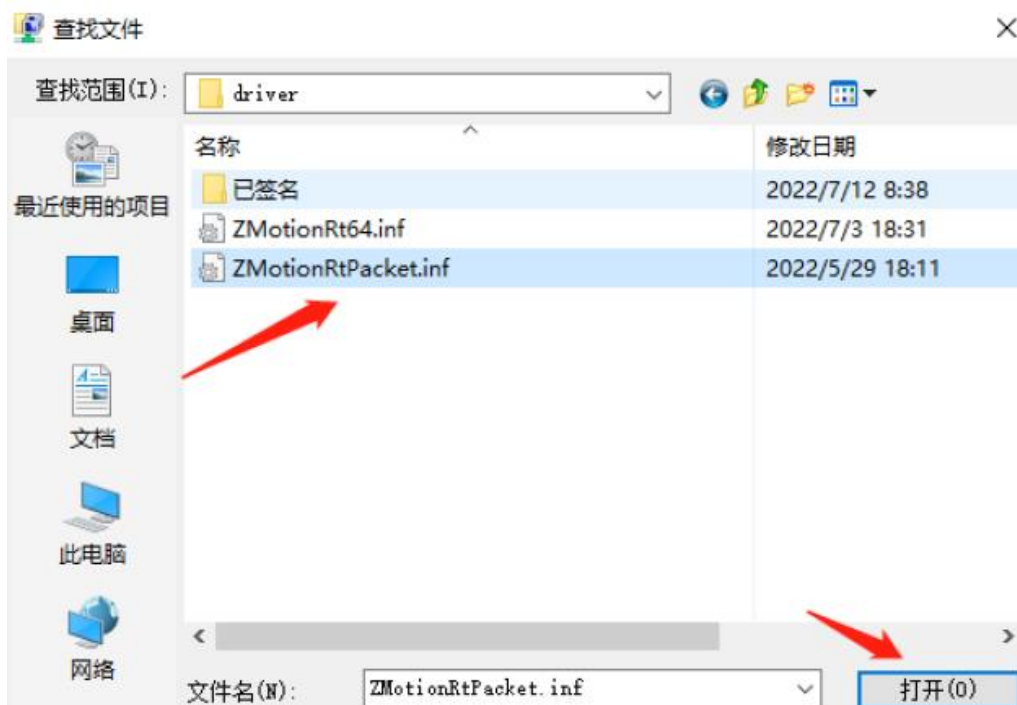 查找文件
查找范围(I): driver
名称 修改日期
已签名 2022/7/12 8:38
ZMotionRt64.inf 2022/7/3 18:31
ZMotionRtPacket.inf 2022/5/29 18:11
最近使用的项目
桌面
文档
此电脑
网络
文件名(N): ZMotionRtPacket.inf 打开(O)